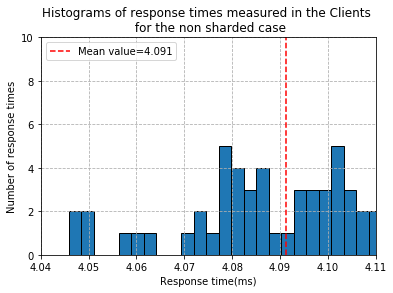 Histograms of response times measured in the Clients
for the non sharded case
Mean value=4.091
Number of response times
10
8
6
4
2
0
4.04 4.05 4.06 4.07 4.08 4.09 4.10 4.11
Response time(ms)